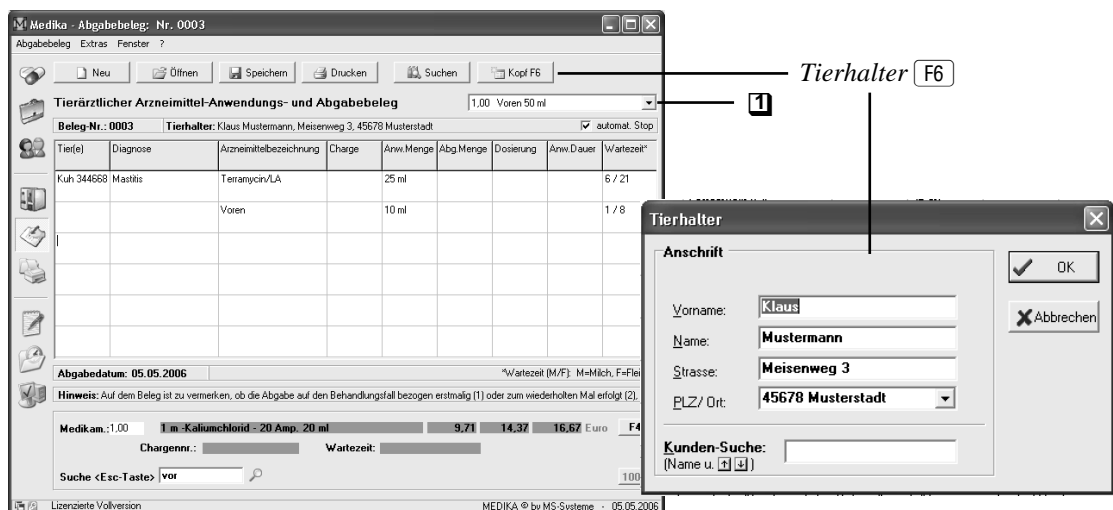 Medika - Abgabebeleg: Nr. 0003
Abgabebeleg Extras Fenster ?
Neu Öffnen Speichern Drucken Suchen Kopf F6
Tierhalter F6
Tierärztlicher Arzneimittel-Anwendungs- und Abgabebeleg 1,00 Voren 50 ml
1
Beleg-Nr.: 0003 Tierhalter: Klaus Mustermann, Meisenweg 3, 45678 Musterstadt automat. Stop
Tier(e) Diagnose Arzneimittelbezeichnung Charge Anw.Menge Abg.Menge Dosierung Anw.Dauer Wartezeit*
Kuh 344668 Mastitis Terramycin/LA 25 ml 6 / 21
Voren 10 ml 1 / 8
Abgabedatum: 05.05.2006 *Wartezeit (M/F): M=Milch, F=Flei
Hinweis: Auf dem Beleg ist zu vermerken, ob die Abgabe auf den Behandlungsfall bezogen erstmalig (1) oder zum wiederholten Mal erfolgt (2),
Medikam.: 1,00 1 m -Kaliumchlorid - 20 Amp. 20 ml 9,71 14,37 16,67 Euro F4
Chargennr.: Wartezeit:
Suche <Esc-Taste> vor 100
Lizenzierte Vollversion MEDIKA © by MS-Systeme - 05.05.2006
Tierhalter
Anschrift
OK
Vorname: Klaus
Abbrechen
Name: Mustermann
Strasse: Meisenweg 3
PLZ/ Ort: 45678 Musterstadt
Kunden-Suche:
(Name u. ↑ ↓)